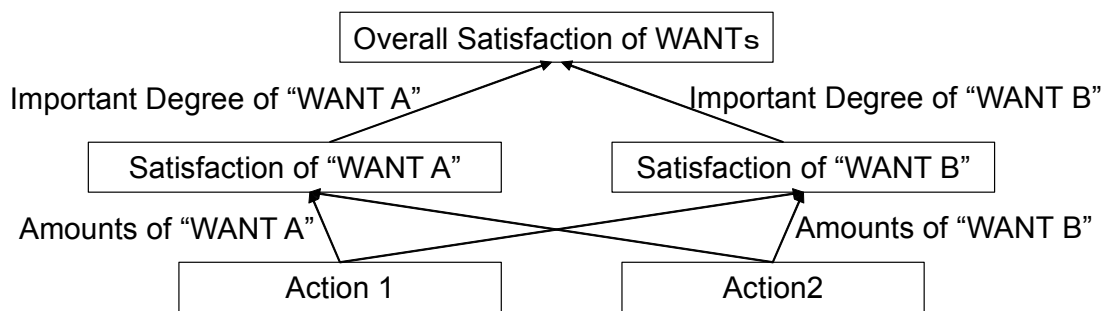 Overall Satisfaction of WANTｓ
Important Degree of “WANT A”
Important Degree of “WANT B”
Satisfaction of “WANT A”
Satisfaction of “WANT B”
Amounts of “WANT A”
Amounts of “WANT B”
Action 1
Action2